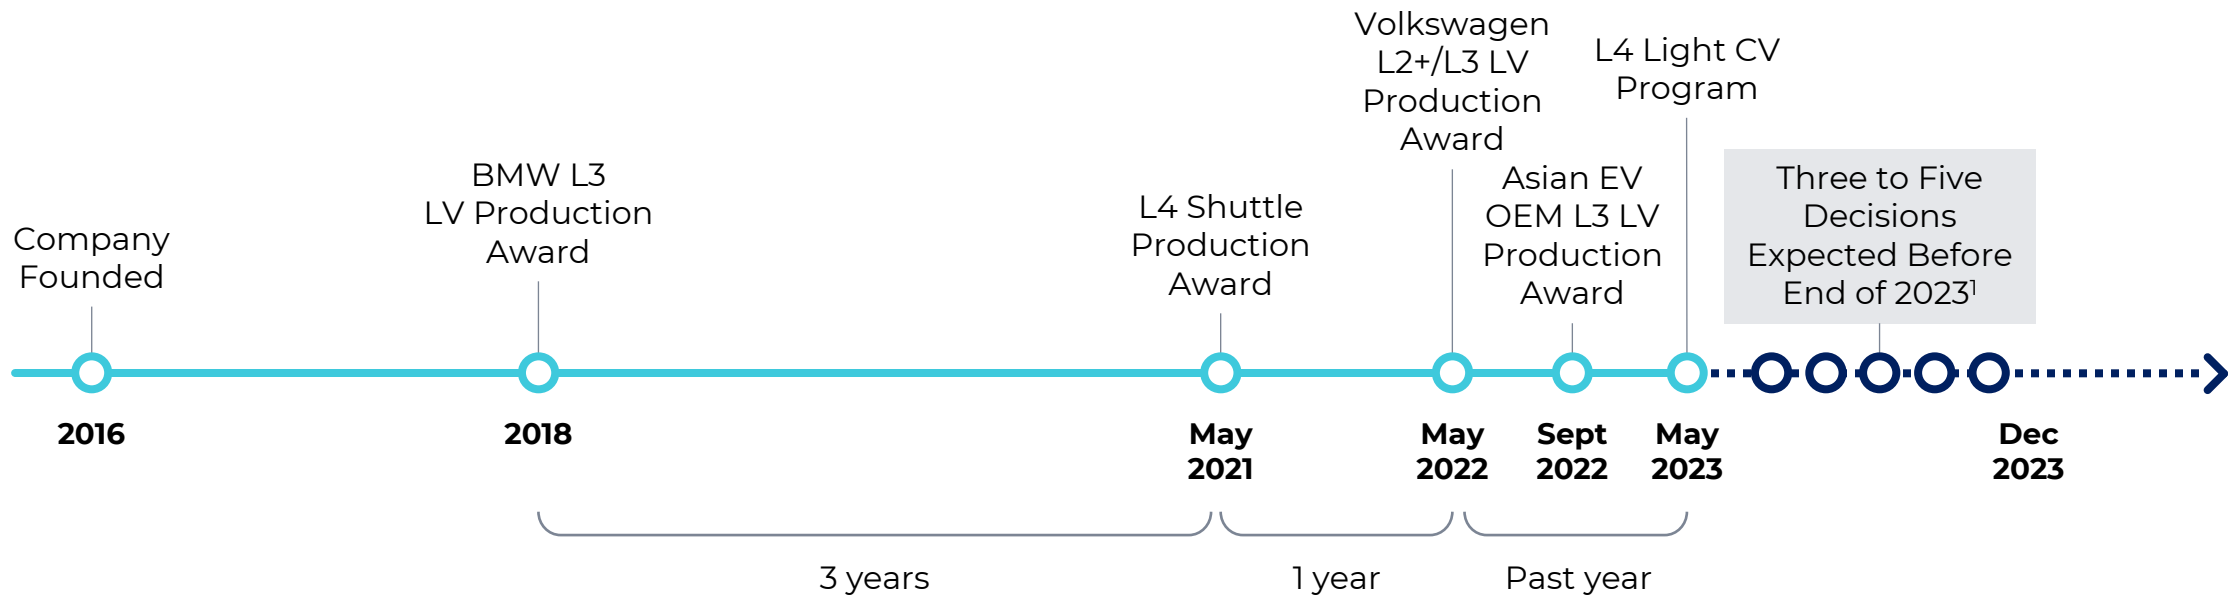 Company
Founded
2016
BMW L3
LV Production
Award
2018
L4 Shuttle
Production
Award
May
2021
Volkswagen
L2+/L3 LV
Production
Award
May
2022
Asian EV
OEM L3 LV
Production
Award
Sept
2022
L4 Light CV
Program
May
2023
Three to Five
Decisions
Expected Before
End of 2023¹
Dec
2023
3 years
1 year
Past year